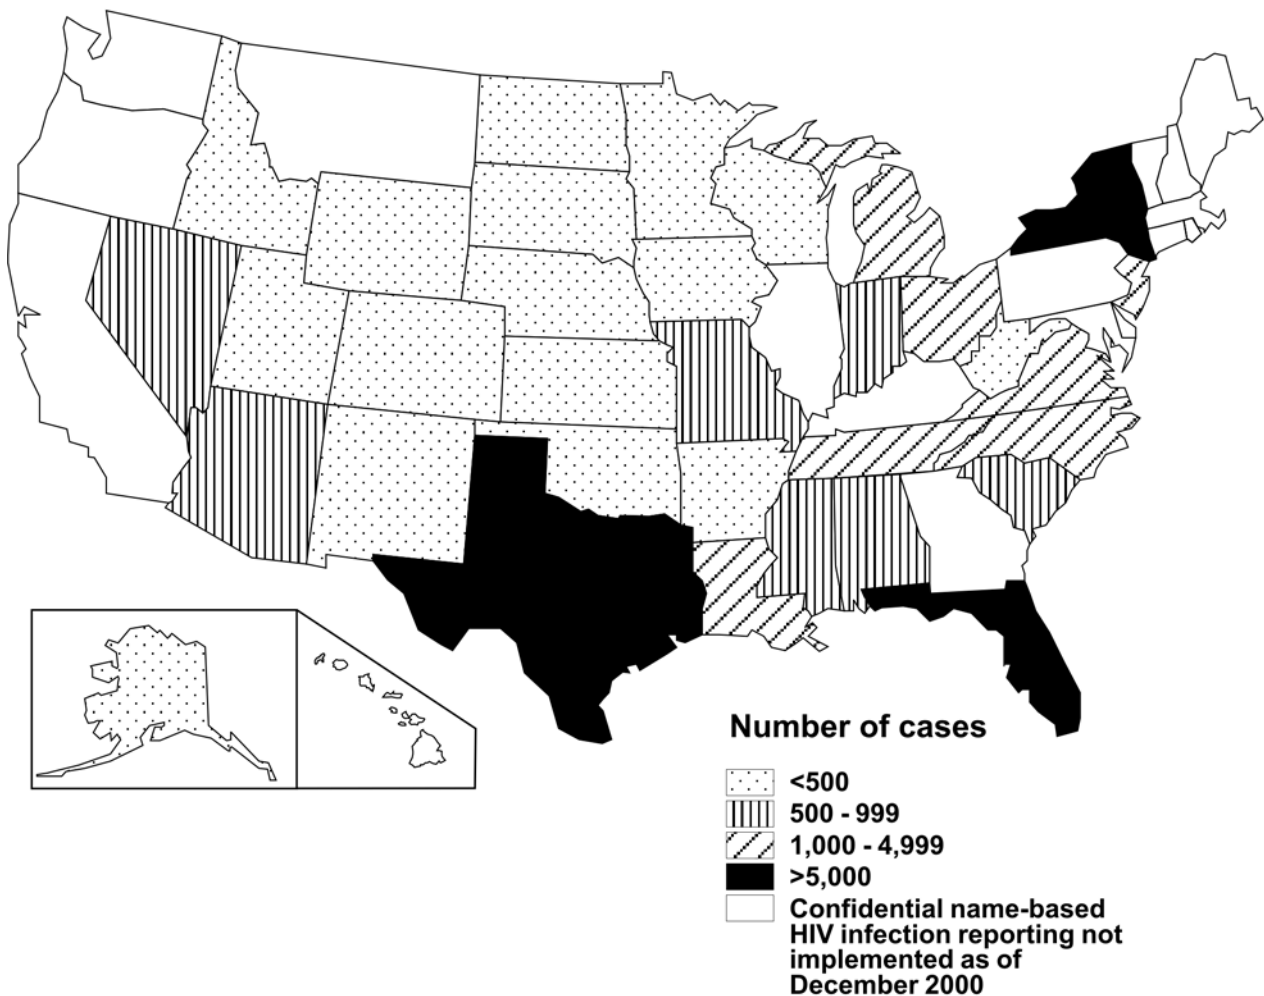 Number of cases
<500
500 - 999
1,000 - 4,999
>5,000
Confidential name-based
HIV infection reporting not
implemented as of
December 2000